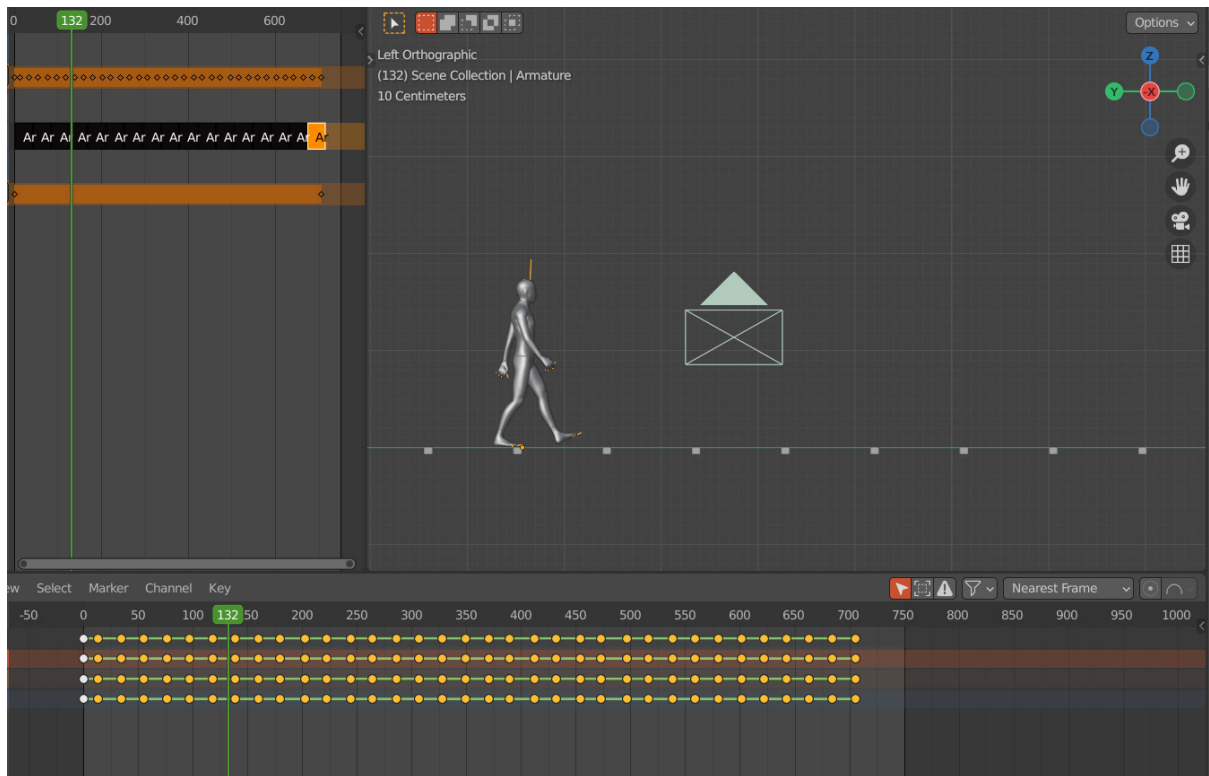 0 132 200 400 600
Options
Left Orthographic
(132) Scene Collection | Armature
10 Centimeters
Z
Y -X
Ar Ar Ar Ar Ar Ar Ar Ar Ar Ar Ar Ar Ar Ar Ar Ar Ar
ew Select Marker Channel Key Nearest Frame
-50 0 50 100 132 50 200 250 300 350 400 450 500 550 600 650 700 750 800 850 900 950 1000